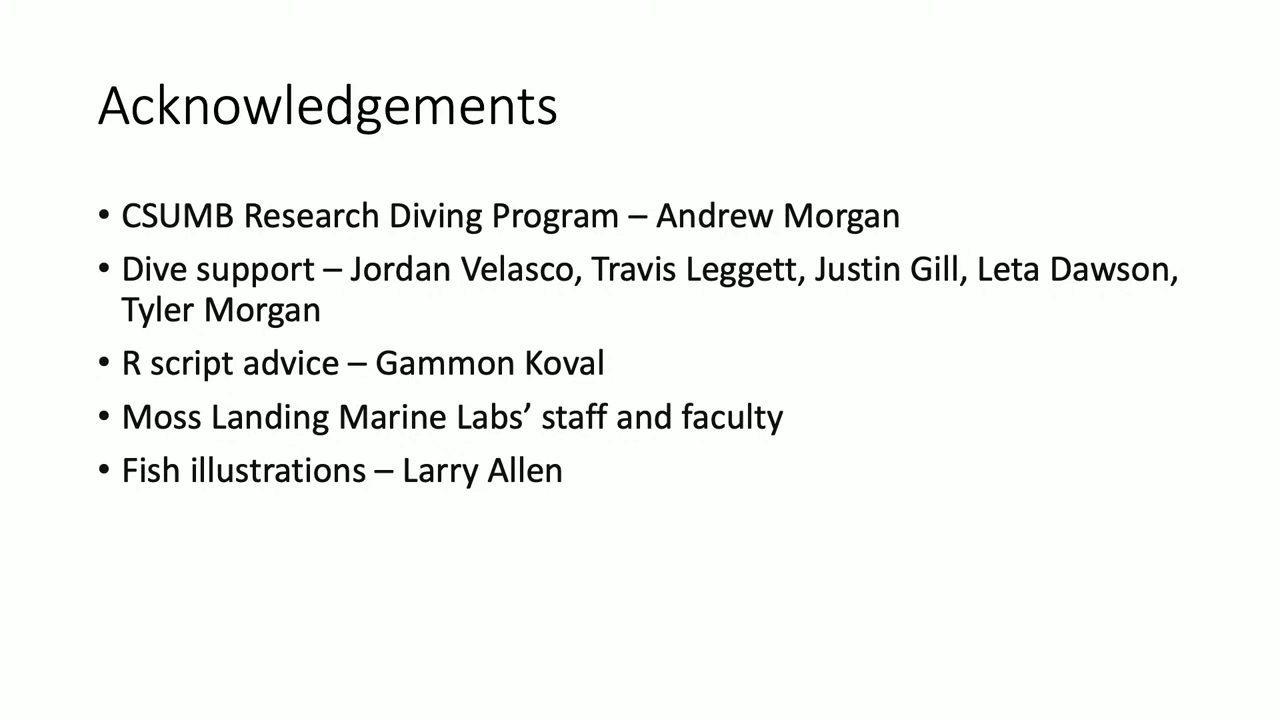 Acknowledgements
• CSUMB Research Diving Program – Andrew Morgan
• Dive support – Jordan Velasco, Travis Leggett, Justin Gill, Leta Dawson,
Tyler Morgan
• R script advice – Gammon Koval
• Moss Landing Marine Labs’ staff and faculty
• Fish illustrations – Larry Allen